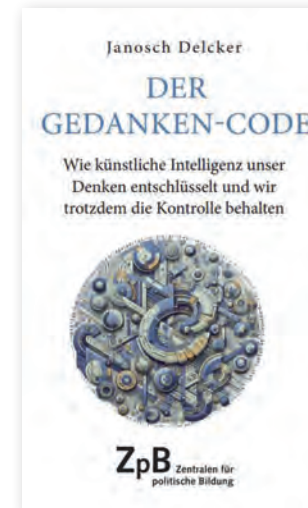 Janosch Delcker
DER
GEDANKEN-CODE
Wie künstliche Intelligenz unser
Denken entschlüsselt und wir
trotzdem die Kontrolle behalten
ZpB Zentralen für
politische Bildung